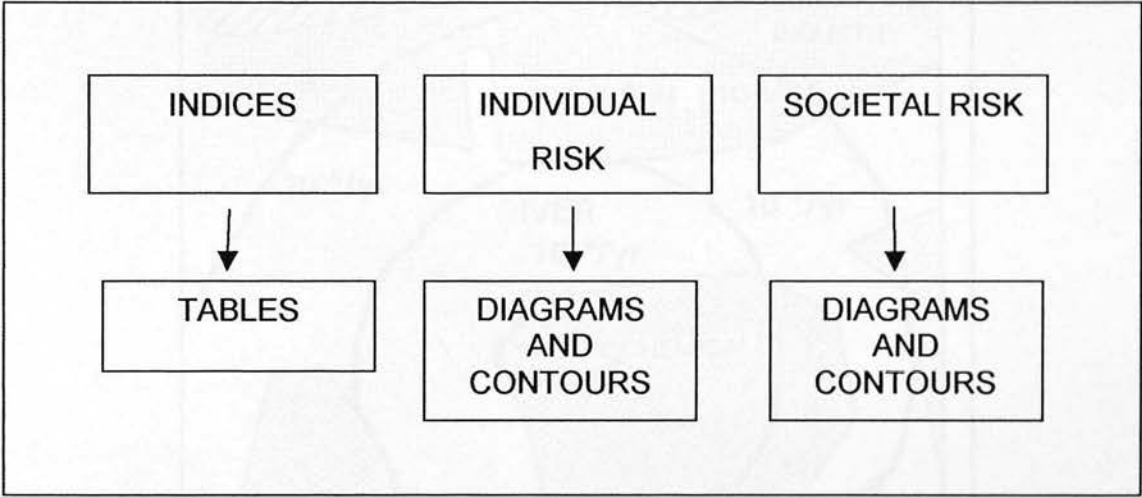 INDICES
INDIVIDUAL
RISK
SOCIETAL RISK
TABLES
DIAGRAMS
AND
CONTOURS
DIAGRAMS
AND
CONTOURS